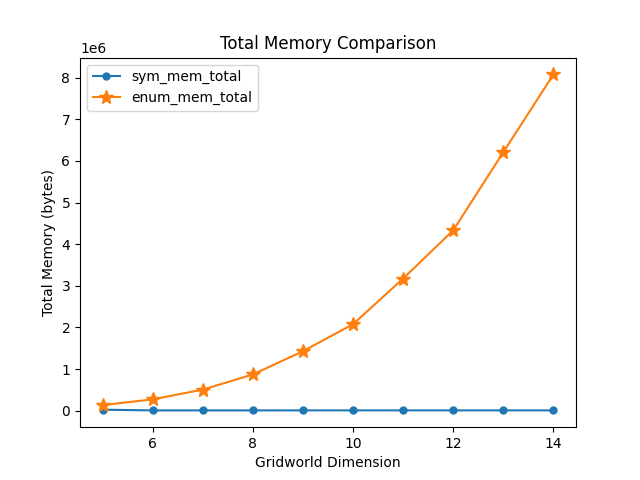 Total Memory Comparison
1e6
sym_mem_total
enum_mem_total
8
7
6
5
4
3
2
1
0
Total Memory (bytes)
6 8 10 12 14
Gridworld Dimension